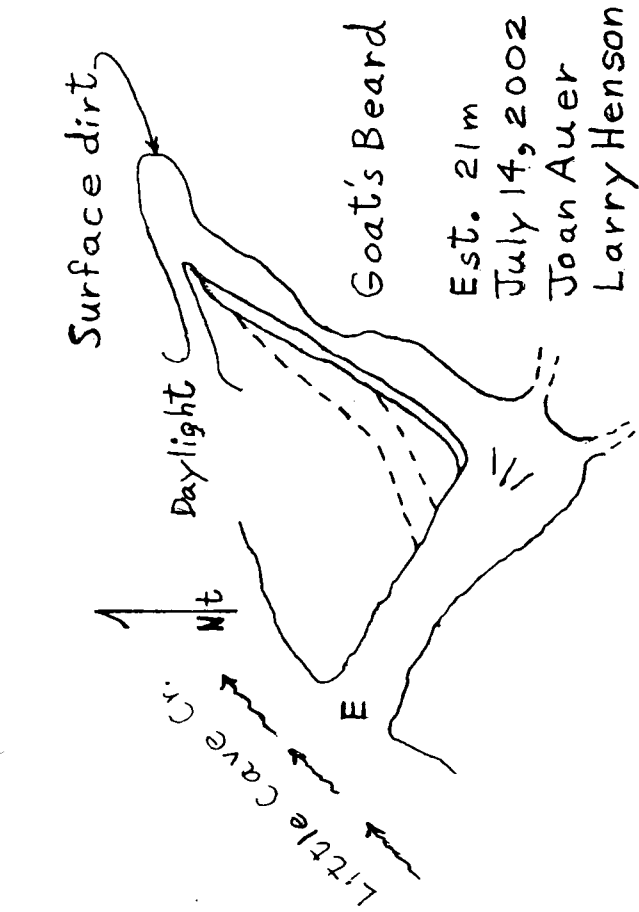 Surface dirt
Daylight
Goat's Beard
Est. 21m
July 14, 2002
Joan Auer
Larry Henson
Nt
E
Little Cave Cr.